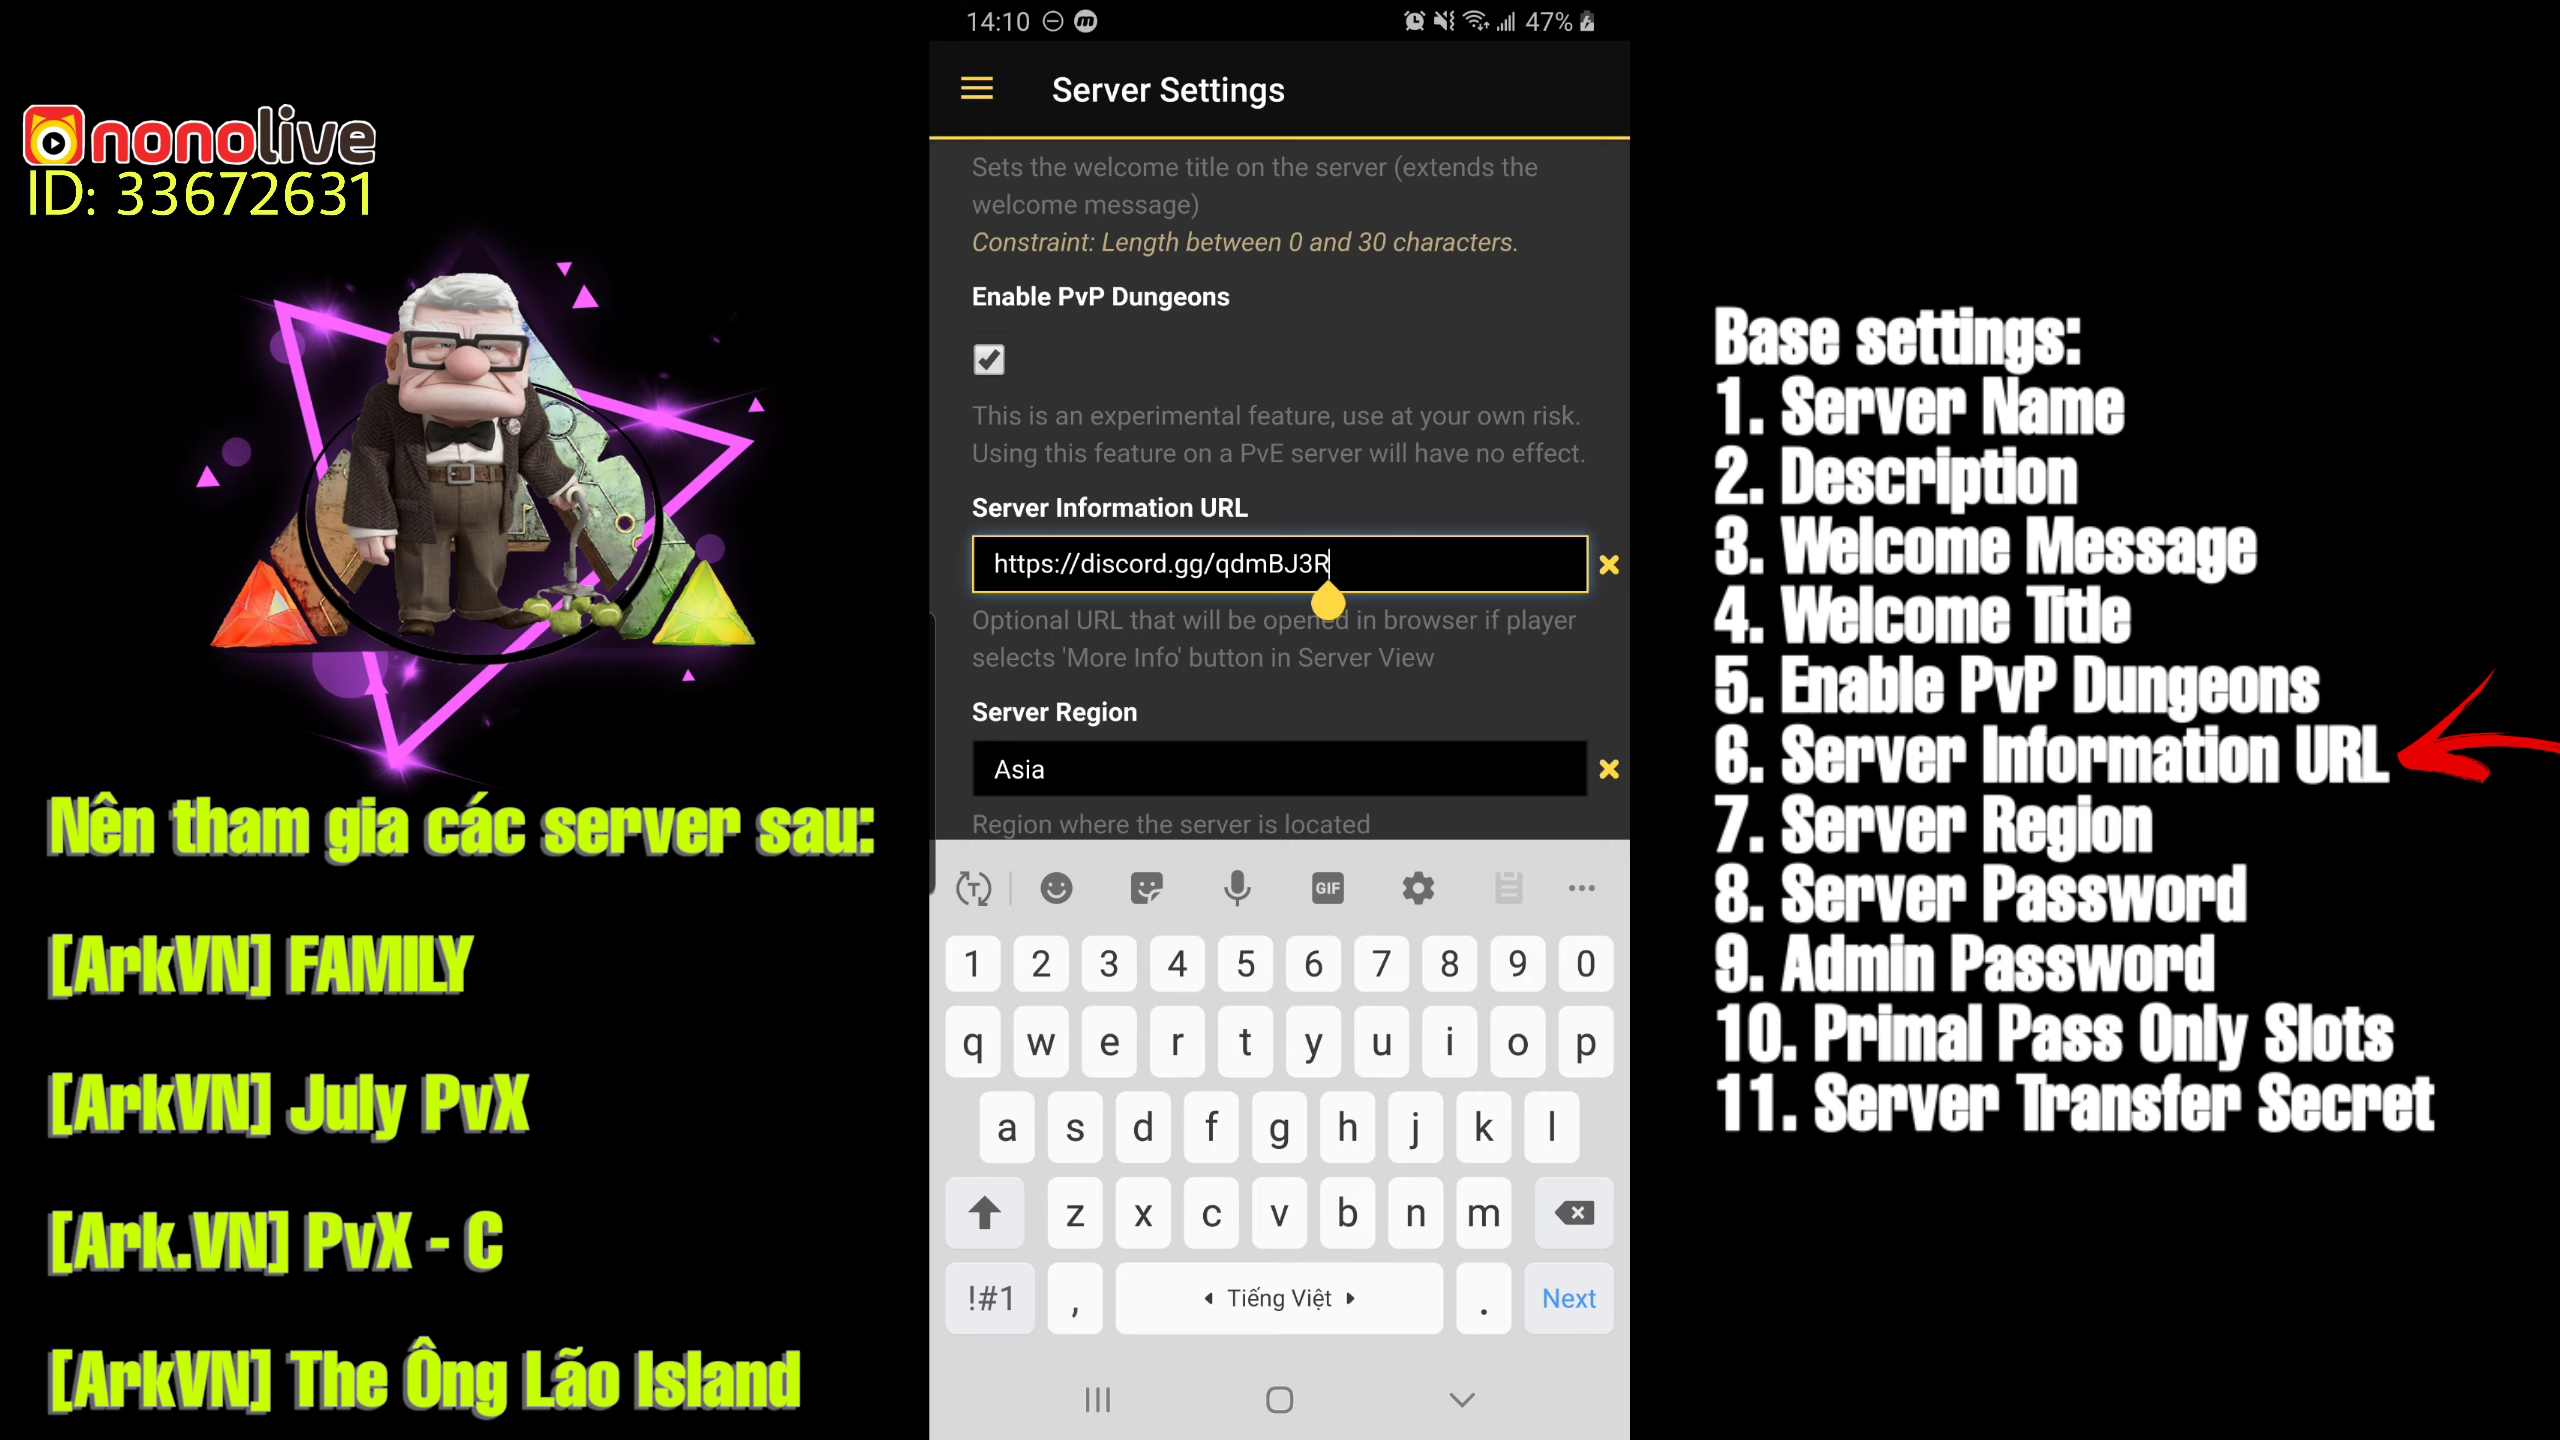 nonolive
ID: 33672631
Nên tham gia các server sau:
[ArkVN] FAMILY
[ArkVN] July PvX
[Ark.VN] PvX - C
[ArkVN] The Ông Lão Island
14:10
47%
Server Settings
Sets the welcome title on the server (extends the
welcome message)
Constraint: Length between 0 and 30 characters.
Enable PvP Dungeons
This is an experimental feature, use at your own risk.
Using this feature on a PvE server will have no effect.
Server Information URL
https://discord.gg/qdmBJ3R
Optional URL that will be opened in browser if player
selects 'More Info' button in Server View
Server Region
Asia
Region where the server is located
GIF
1 2 3 4 5 6 7 8 9 0
q w e r t y u i o p
a s d f g h j k l
z x c v b n m
!#1 , Tiếng Việt . Next
Base settings:
1. Server Name
2. Description
3. Welcome Message
4. Welcome Title
5. Enable PvP Dungeons
6. Server Information URL
7. Server Region
8. Server Password
9. Admin Password
10. Primal Pass Only Slots
11. Server Transfer Secret